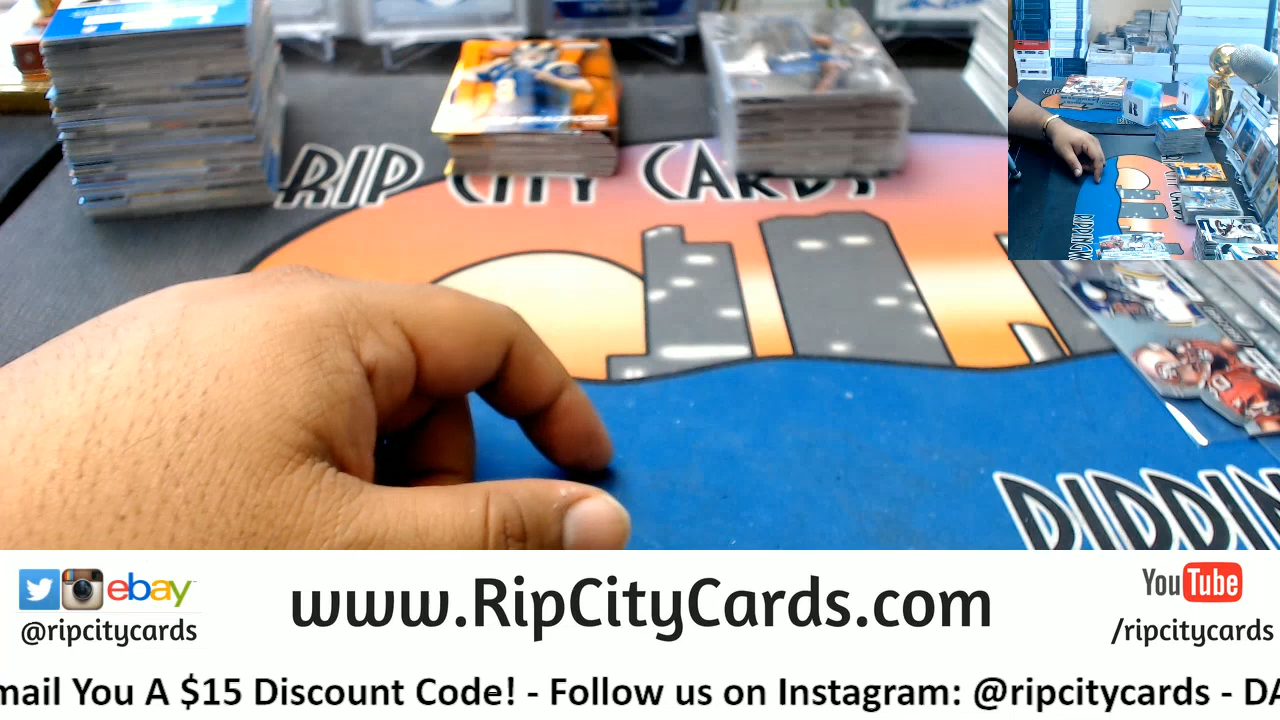 RIP CITY CARDS
RIPPIN
ebay
www.RipCityCards.com
YouTube
@ripcitycards
/ripcitycards
mail You A $15 Discount Code! - Follow us on Instagram: @ripcitycards - DA